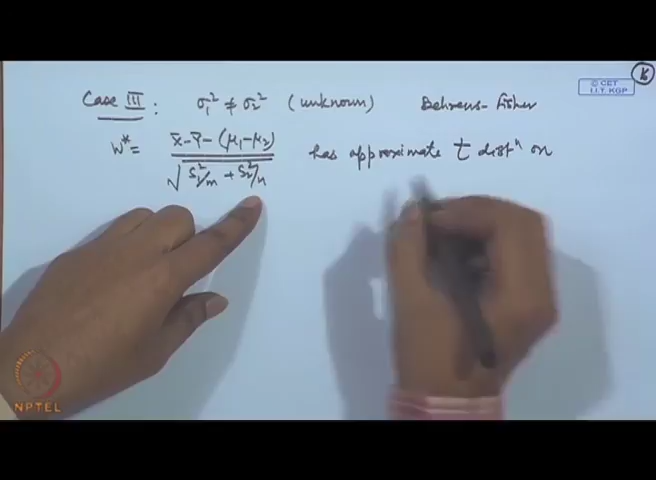 K
© CET
I.I.T. KGP
Case III : σ₁² ≠ σ₂² (unknown) Behrens-Fisher
W* = X̄-Ȳ-(μ₁-μ₂) / √(S₁²/m + S₂²/n) has approximate t distⁿ on
NPTEL